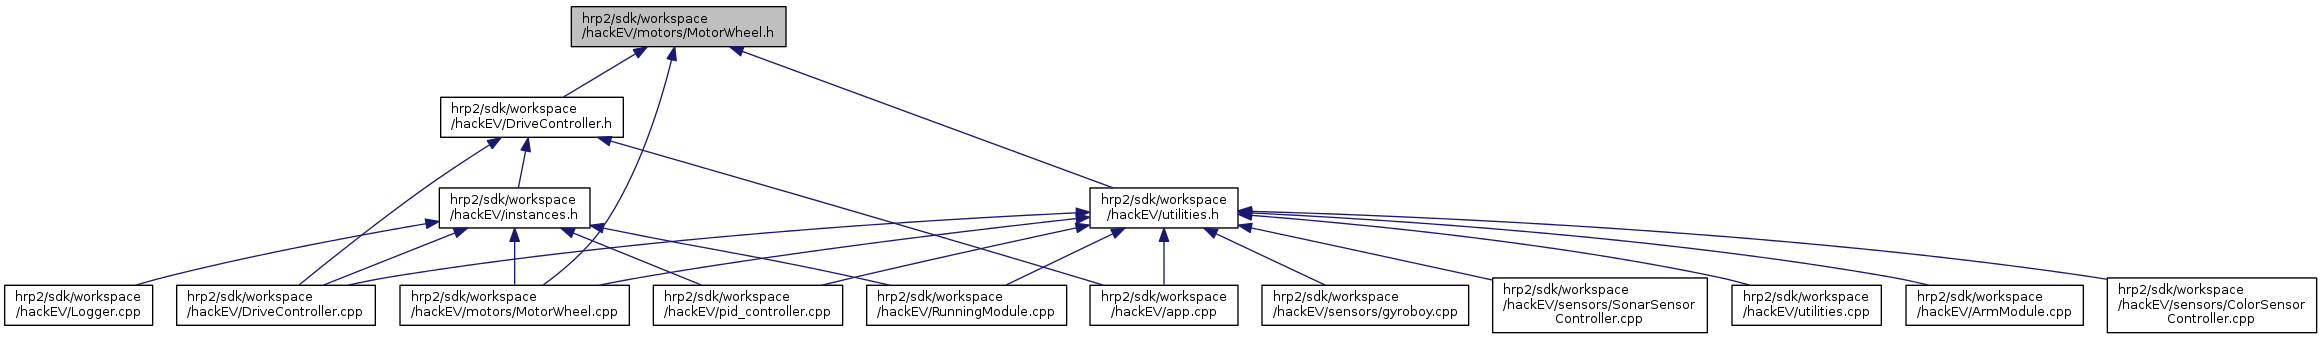 hrp2/sdk/workspace
/hackEV/motors/MotorWheel.h
hrp2/sdk/workspace
/hackEV/DriveController.h
hrp2/sdk/workspace
/hackEV/instances.h
hrp2/sdk/workspace
/hackEV/utilities.h
hrp2/sdk/workspace
/hackEV/Logger.cpp
hrp2/sdk/workspace
/hackEV/DriveController.cpp
hrp2/sdk/workspace
/hackEV/motors/MotorWheel.cpp
hrp2/sdk/workspace
/hackEV/pid_controller.cpp
hrp2/sdk/workspace
/hackEV/RunningModule.cpp
hrp2/sdk/workspace
/hackEV/app.cpp
hrp2/sdk/workspace
/hackEV/sensors/gyroboy.cpp
hrp2/sdk/workspace
/hackEV/sensors/SonarSensor
Controller.cpp
hrp2/sdk/workspace
/hackEV/utilities.cpp
hrp2/sdk/workspace
/hackEV/ArmModule.cpp
hrp2/sdk/workspace
/hackEV/sensors/ColorSensor
Controller.cpp